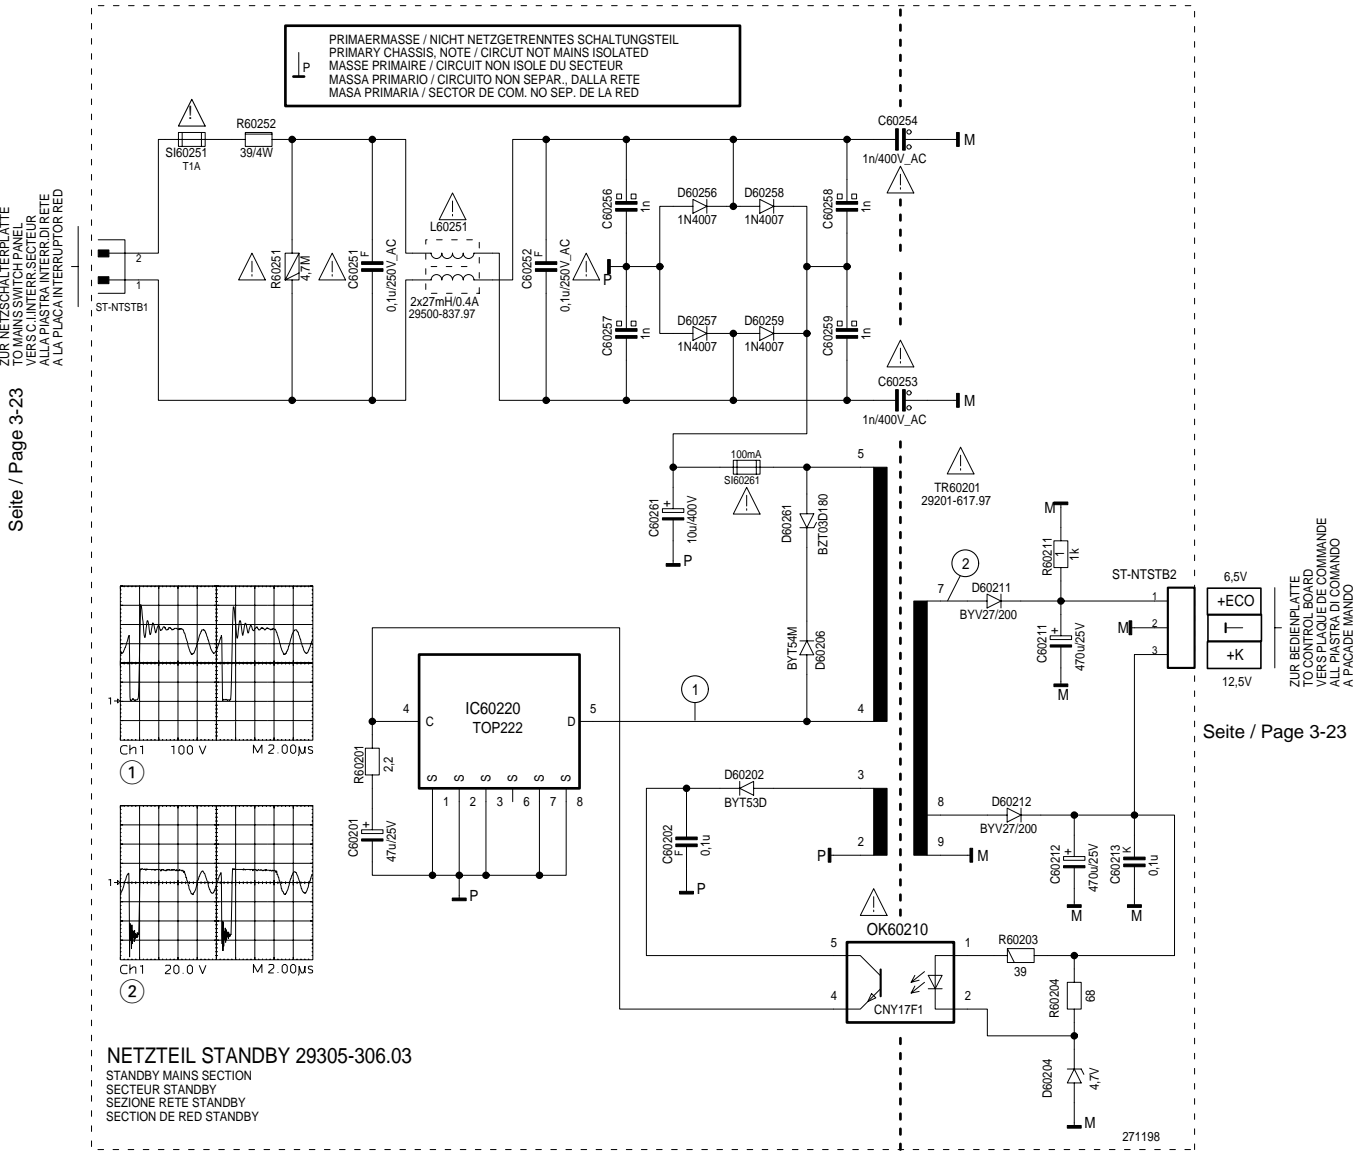 PRIMAERMASSE / NICHT NETZGETRENNTES SCHALTUNGSTEIL
PRIMARY CHASSIS, NOTE / CIRCUT NOT MAINS ISOLATED
MASSE PRIMAIRE / CIRCUIT NON ISOLE DU SECTEUR
MASSA PRIMARIO / CIRCUITO NON SEPAR., DALLA RETE
MASA PRIMARIA / SECTOR DE COM. NO SEP. DE LA RED
P
SI60251
T1A
R60252
39/4W
C60254
1n/400V_AC
M
ZUR NETZSCHALTERPLATTE
TO MAINS SWITCH PANEL
VERS C.I.INTERR.SECTEUR
ALLA PIASTRA INTERR.DI RETE
A LA PLACA INTERRUPTOR RED
Seite / Page 3-23
2
1
ST-NTSTB1
R60251
4,7M
C60251
F
0,1u/250V_AC
L60251
2x27mH/0.4A
29500-837.97
C60252
F
0,1u/250V_AC
P
C60256
1n
C60257
1n
D60256
1N4007
D60258
1N4007
D60257
1N4007
D60259
1N4007
C60258
1n
C60259
1n
C60253
1n/400V_AC
M
100mA
SI60261
C60261
+
10u/400V
P
D60261
BZT03D180
BYT54M
D60206
5
4
3
2
P
TR60201
29201-617.97
7
2
D60211
BYV27/200
M
R60211
1
1k
C60211
+
470u/25V
M
ST-NTSTB2
1
2
3
M
6,5V
+ECO
+K
12,5V
ZUR BEDIENPLATTE
TO CONTROL BOARD
VERS PLAQUE DE COMMANDE
ALL PIASTRA DI COMANDO
A PACADE MANDO
Seite / Page 3-23
8
D60212
BYV27/200
9
M
C60212
+
470u/25V
M
C60213
K
0,1u
M
1
Ch1 100 V M 2.00µs
1
1
Ch1 20.0 V M 2.00µs
2
4
C
IC60220
TOP222
D
5
1
S S S S S S
1 2 3 6 7 8
R60201
2,2
C60201
+
47u/25V
P
D60202
BYT53D
C60202
F
0,1u
P
OK60210
5
4
CNY17F1
1
2
R60203
39
R60204
68
D60204
4,7V
M
NETZTEIL STANDBY 29305-306.03
STANDBY MAINS SECTION
SECTEUR STANDBY
SEZIONE RETE STANDBY
SECTION DE RED STANDBY
271198